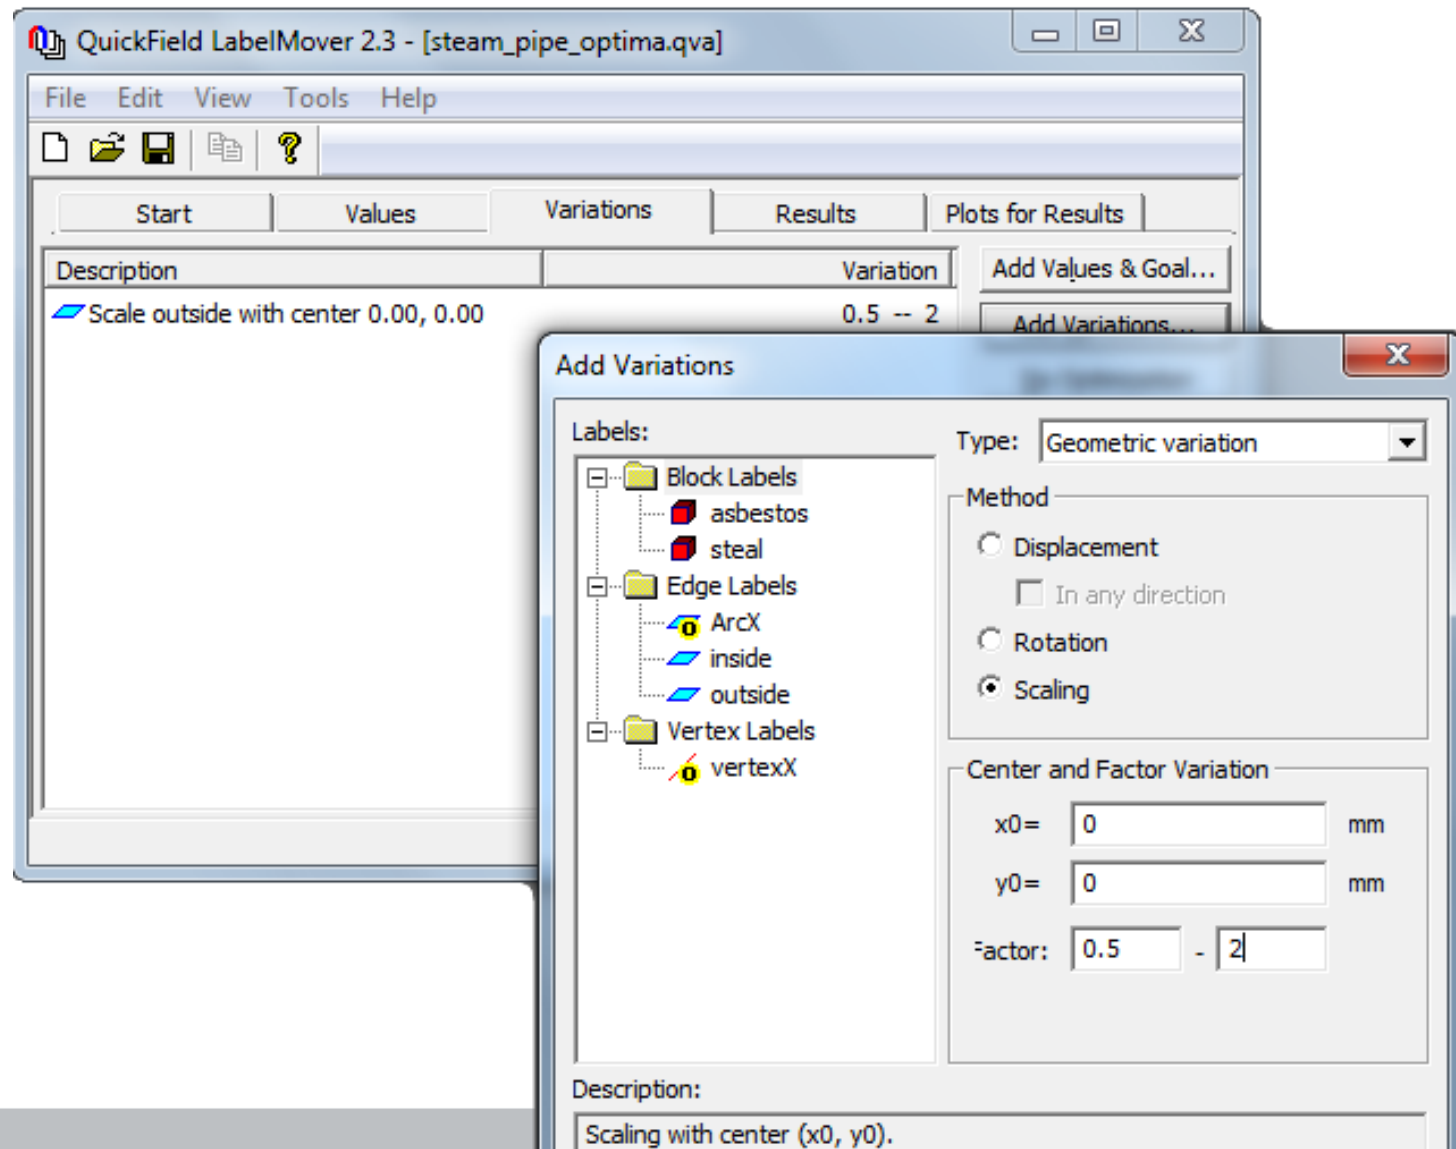 QuickField LabelMover 2.3 - [steam_pipe_optima.qva]
File Edit View Tools Help
Start Values Variations Results Plots for Results
Description Variation Add Values & Goal...
Scale outside with center 0.00, 0.00 0.5 -- 2 Add Variations...
Add Variations
Labels:
Block Labels
asbestos
steal
Edge Labels
ArcX
inside
outside
Vertex Labels
vertexX
Type: Geometric variation
Method
Displacement
In any direction
Rotation
Scaling
Center and Factor Variation
x0= 0 mm
y0= 0 mm
Factor: 0.5 - 2
Description:
Scaling with center (x0, y0).